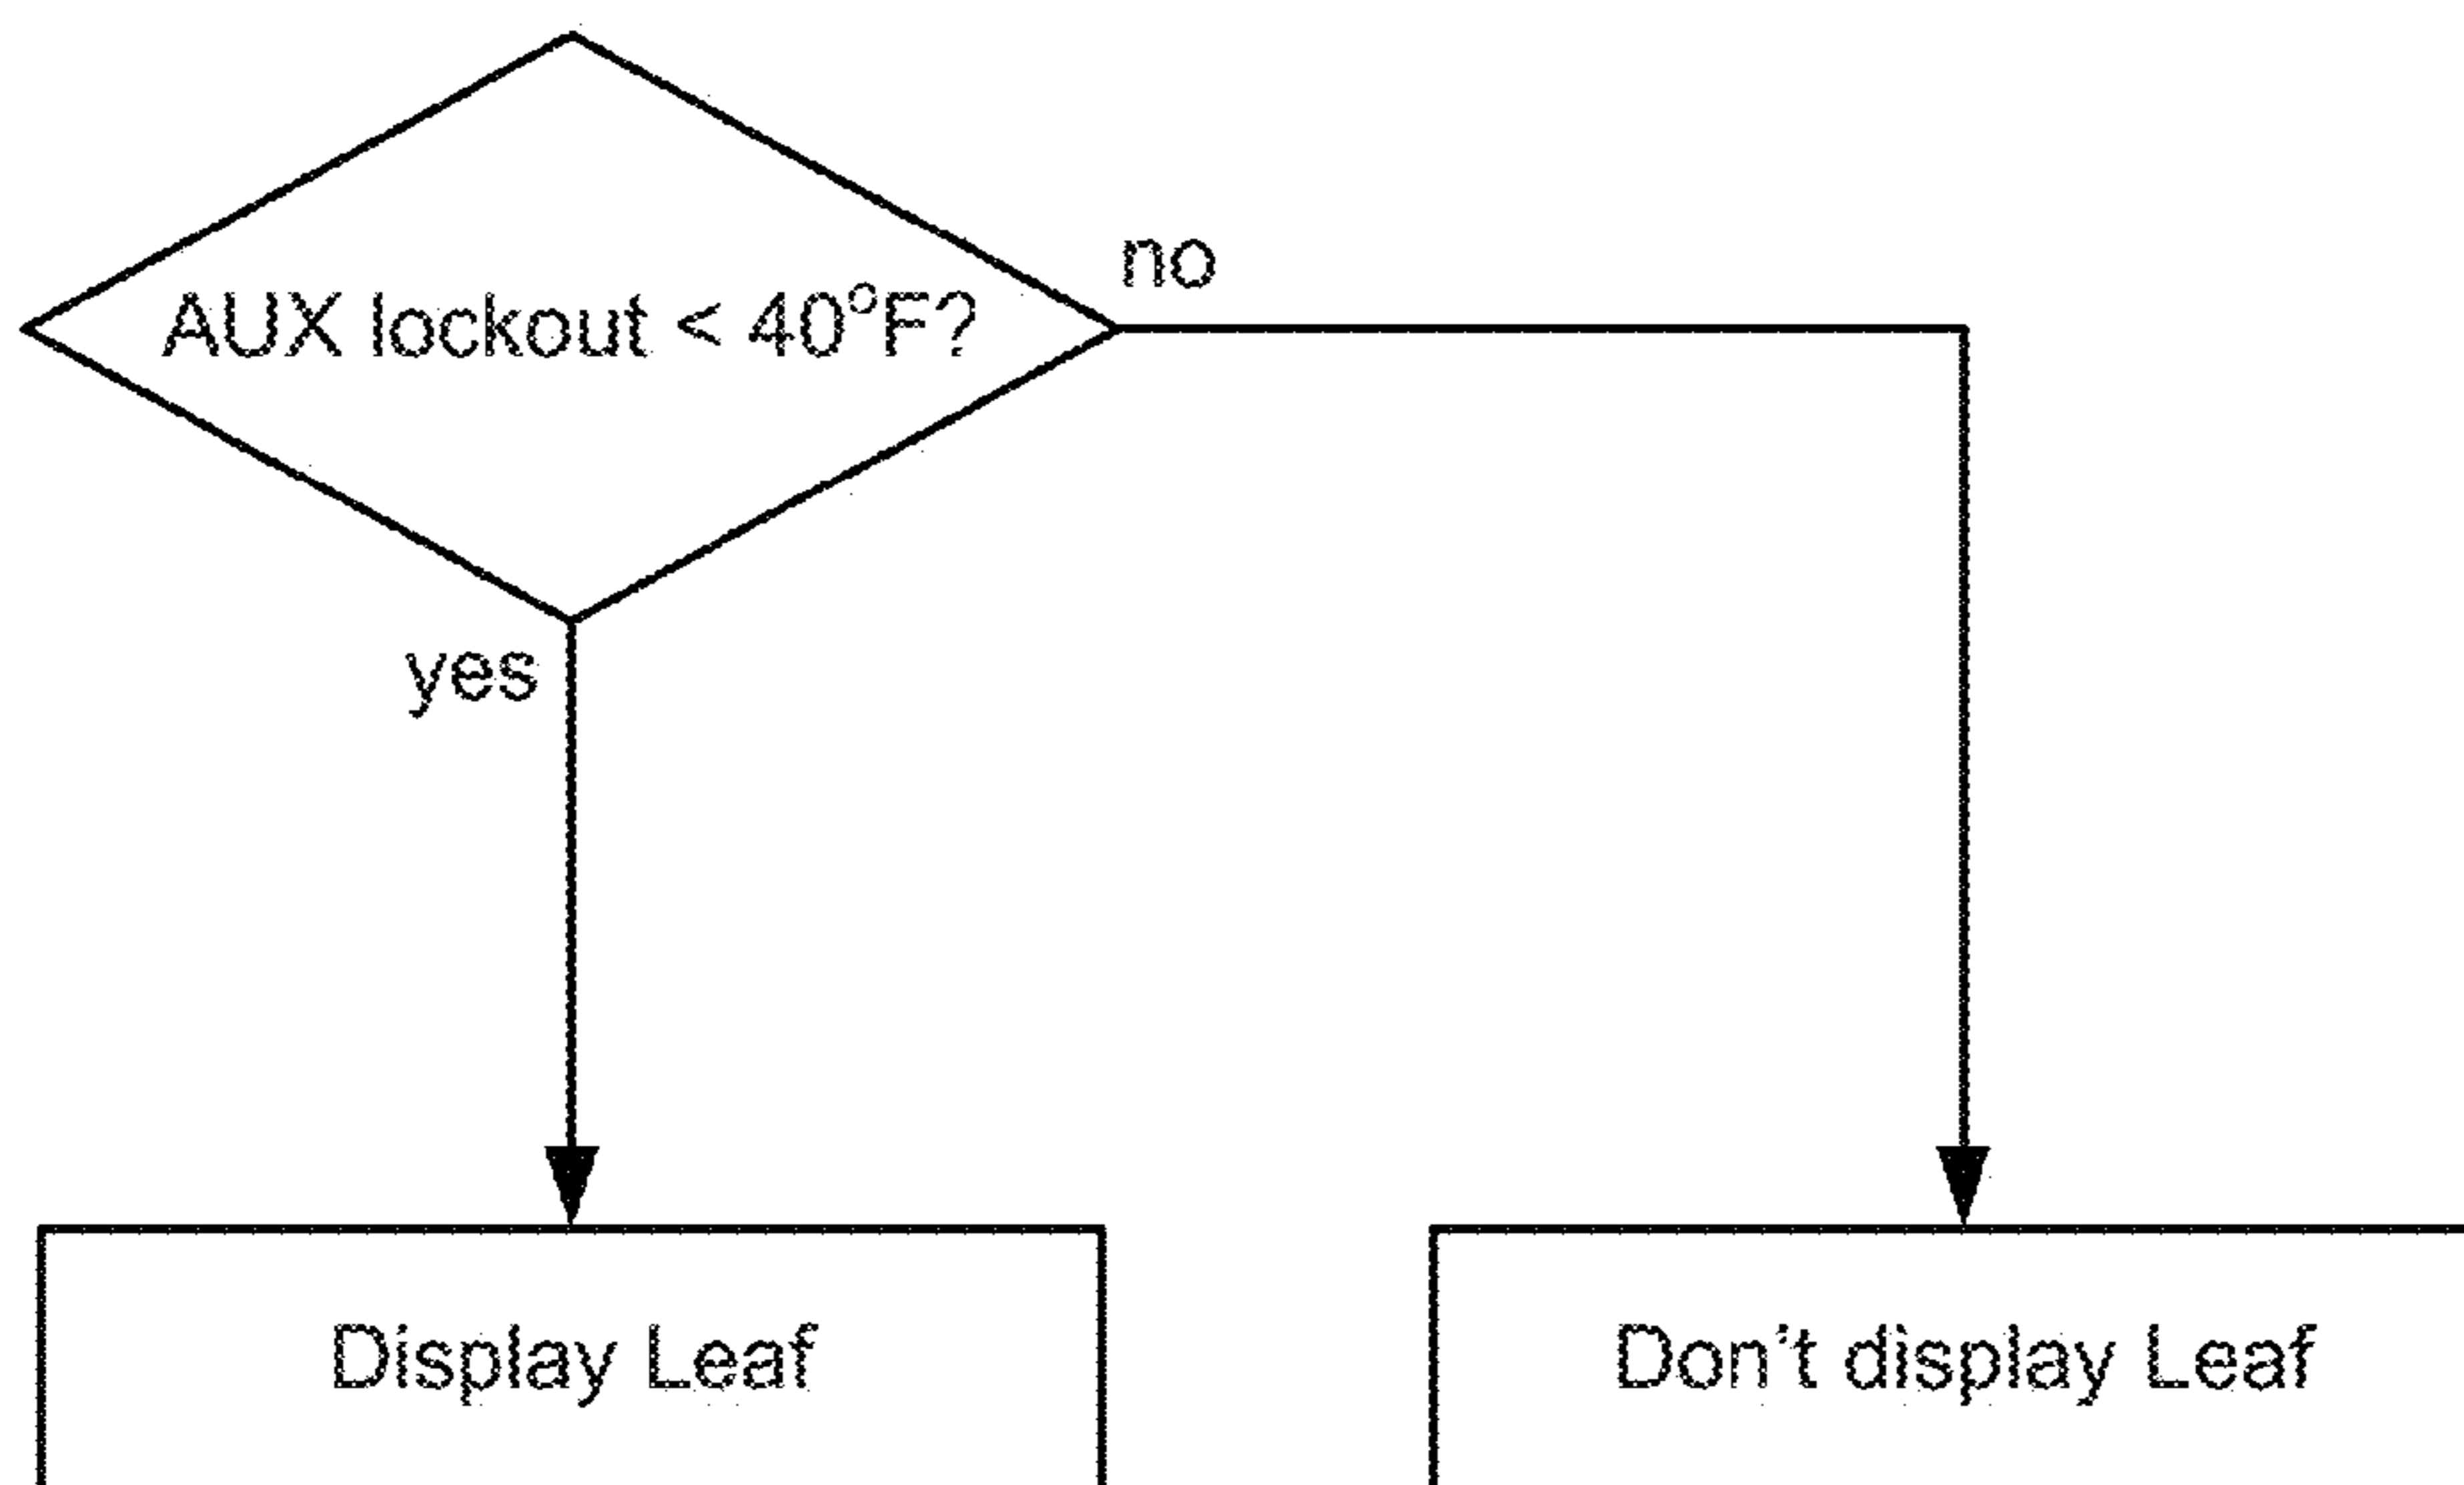 no
AUX lockout < 40°F?
yes
Display Leaf
Don't display Leaf